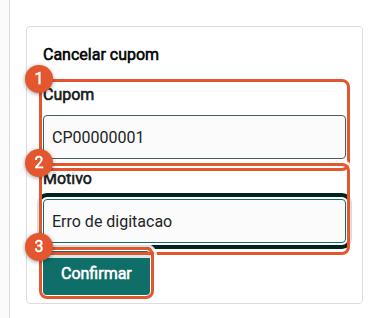 Cancelar cupom
1
Cupom
CP00000001
2
Motivo
Erro de digitacao
3
Confirmar